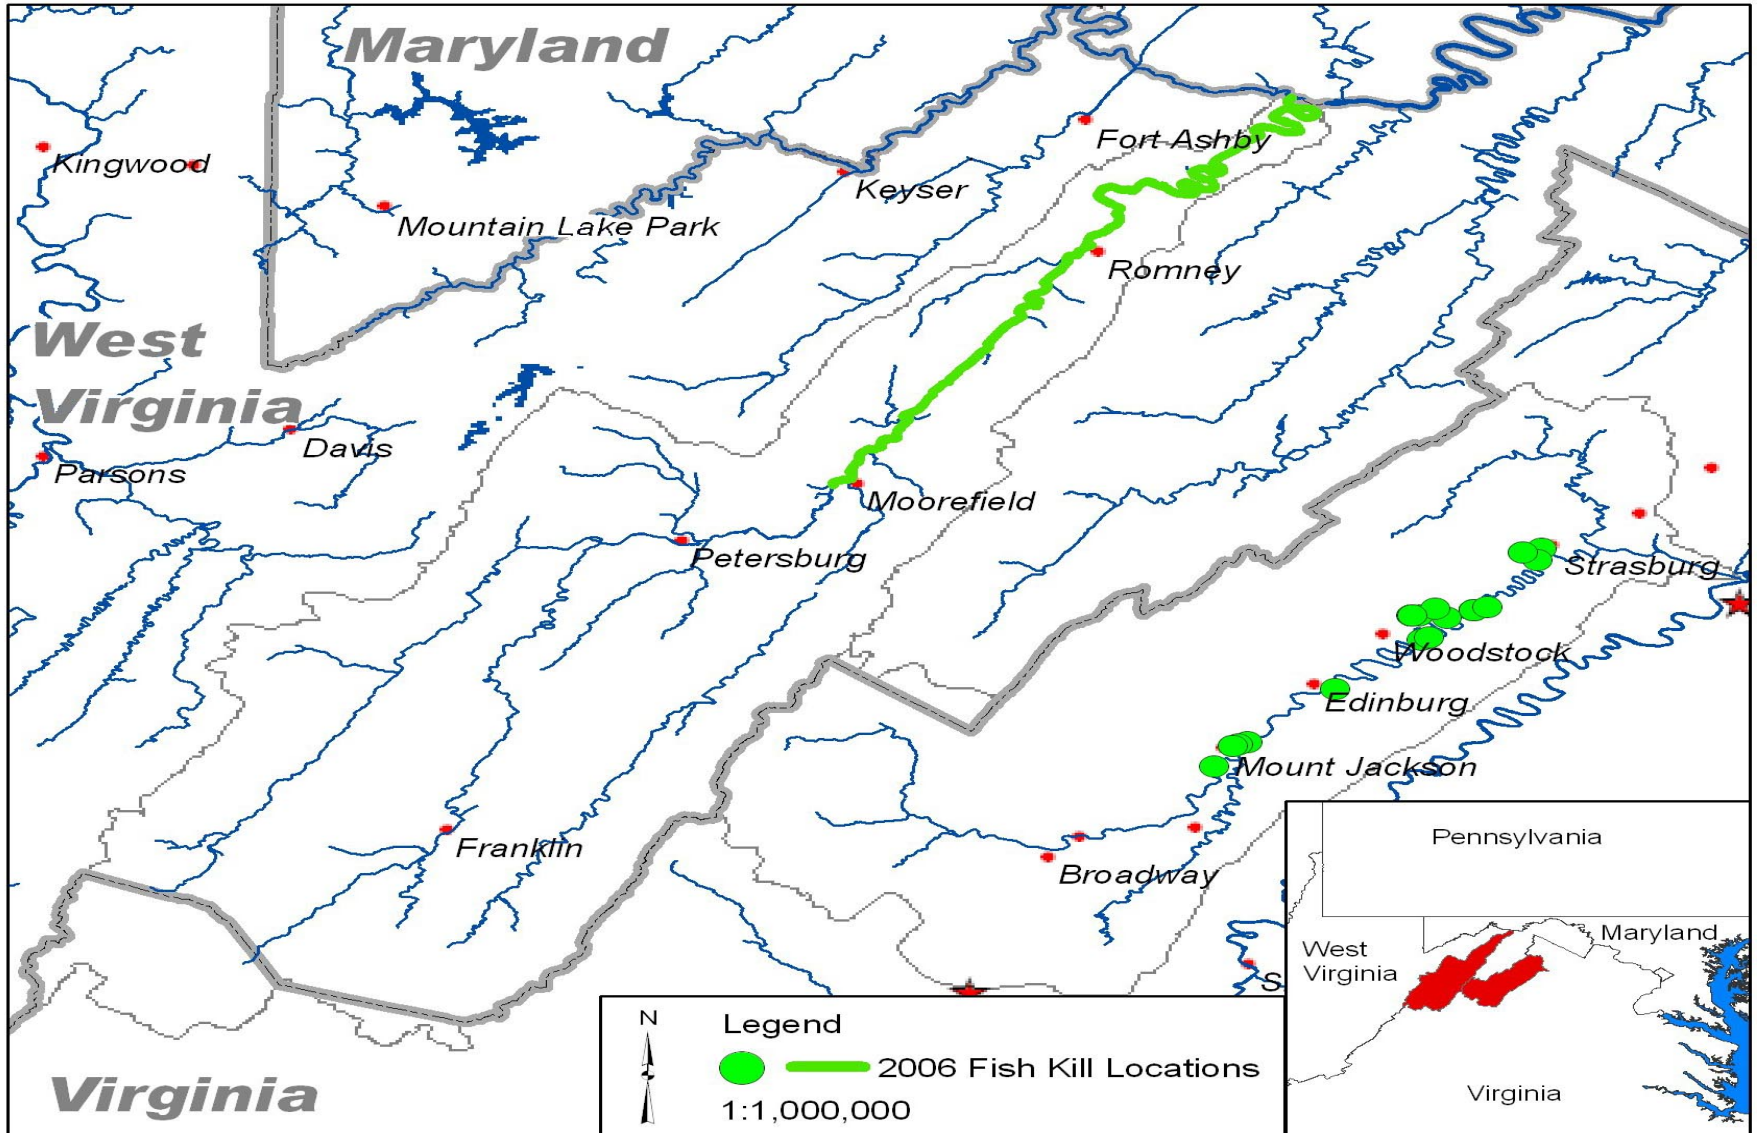 Maryland
Kingwood
Fort Ashby
Keyser
Mountain Lake Park
Romney
West
Virginia
Davis
Parsons
Moorefield
Petersburg
Strasburg
Woodstock
Edinburg
Mount Jackson
Franklin
Broadway
S
Virginia
N
Legend
2006 Fish Kill Locations
1:1,000,000
Pennsylvania
Maryland
West
Virginia
Virginia